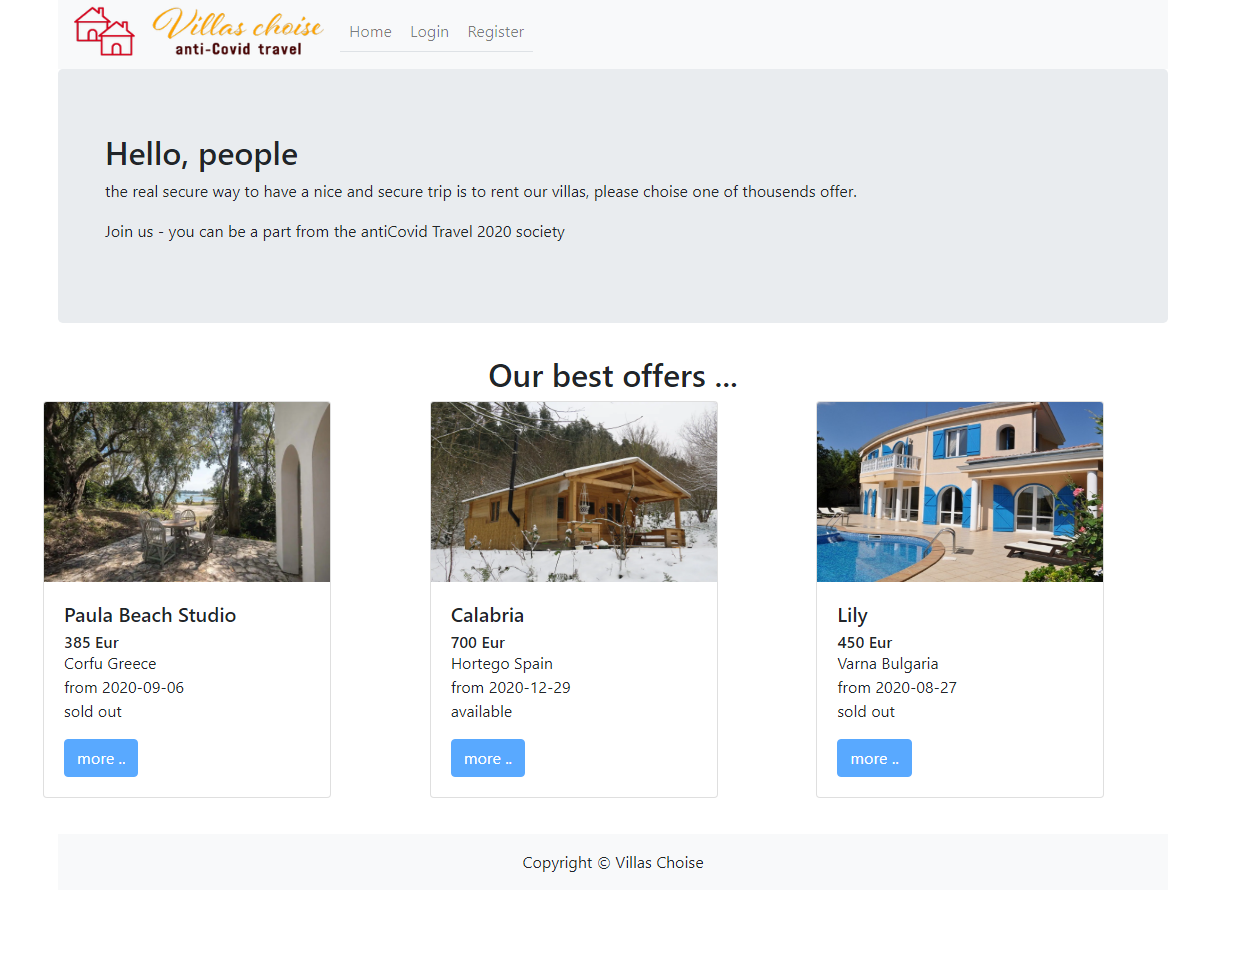 Villas choise
anti-Covid travel
Home Login Register
Hello, people
the real secure way to have a nice and secure trip is to rent our villas, please choise one of thousends offer.
Join us - you can be a part from the antiCovid Travel 2020 society
Our best offers ...
Paula Beach Studio
385 Eur
Corfu Greece
from 2020-09-06
sold out
more ..
Calabria
700 Eur
Hortego Spain
from 2020-12-29
available
more ..
Lily
450 Eur
Varna Bulgaria
from 2020-08-27
sold out
more ..
Copyright © Villas Choise